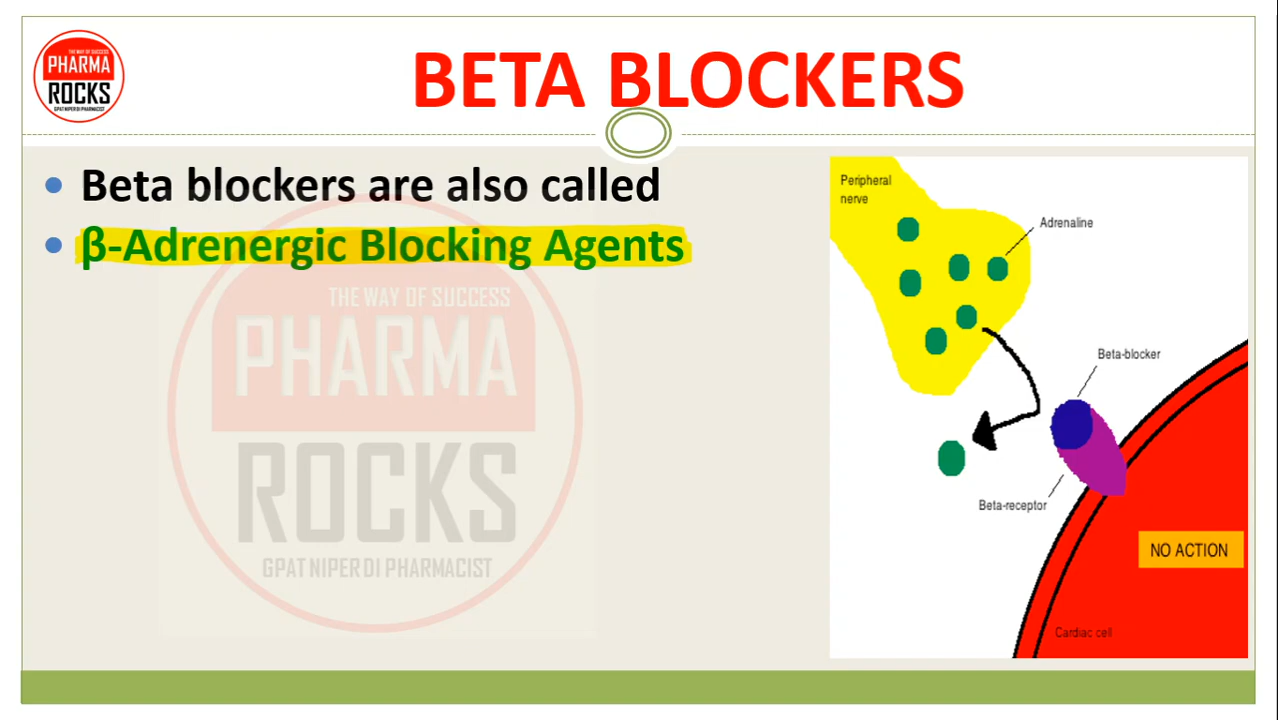 THE WAY OF SUCCESS
PHARMA
ROCKS
GPAT NIPER DI PHARMACIST
BETA BLOCKERS
• Beta blockers are also called
• β-Adrenergic Blocking Agents
THE WAY OF SUCCESS
PHARMA
ROCKS
GPAT NIPER DI PHARMACIST
Peripheral
nerve
Adrenaline
Beta-blocker
Beta-receptor
NO ACTION
Cardiac cell